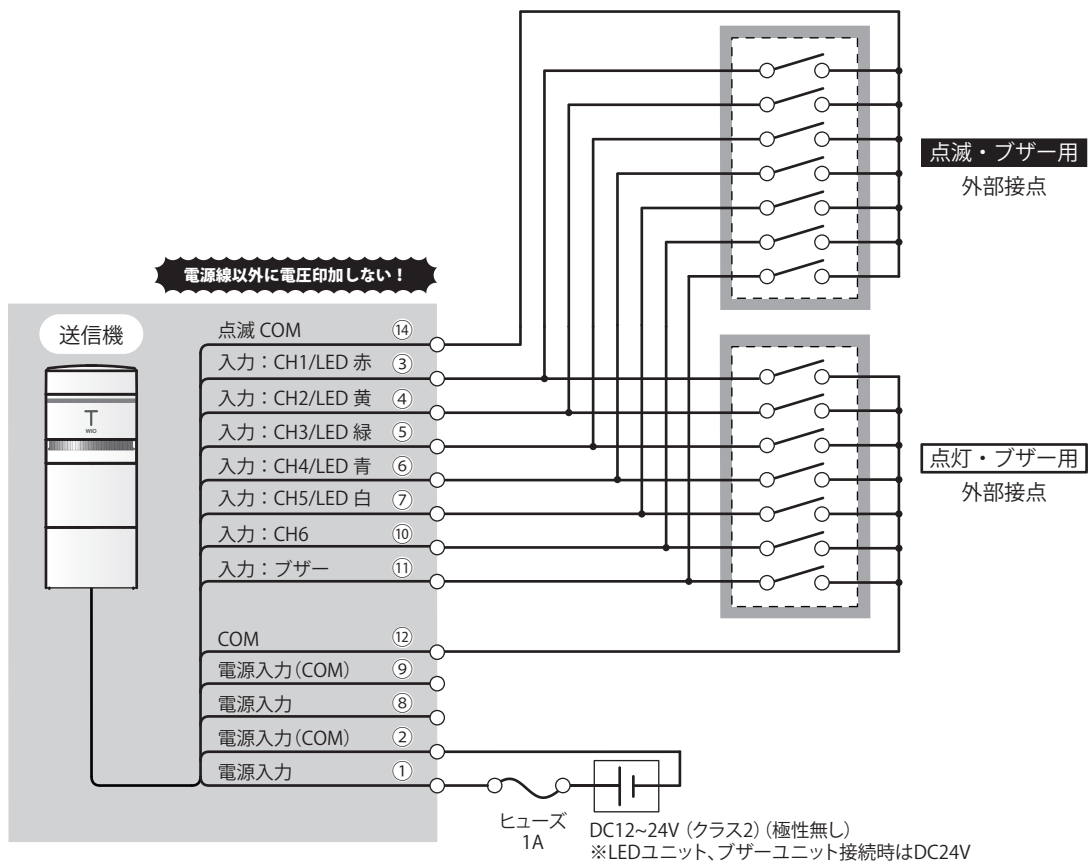 点滅・ブザー用
外部接点
電源線以外に電圧印加しない！
送信機
T
WIO
点滅 COM ⑭
入力：CH1/LED 赤 ③
入力：CH2/LED 黄 ④
入力：CH3/LED 緑 ⑤
入力：CH4/LED 青 ⑥
入力：CH5/LED 白 ⑦
入力：CH6 ⑩
入力：ブザー ⑪
COM ⑫
電源入力(COM) ⑨
電源入力 ⑧
電源入力(COM) ②
電源入力 ①
点灯・ブザー用
外部接点
ヒューズ
1A
DC12~24V (クラス2) (極性無し)
※LEDユニット、ブザーユニット接続時はDC24V